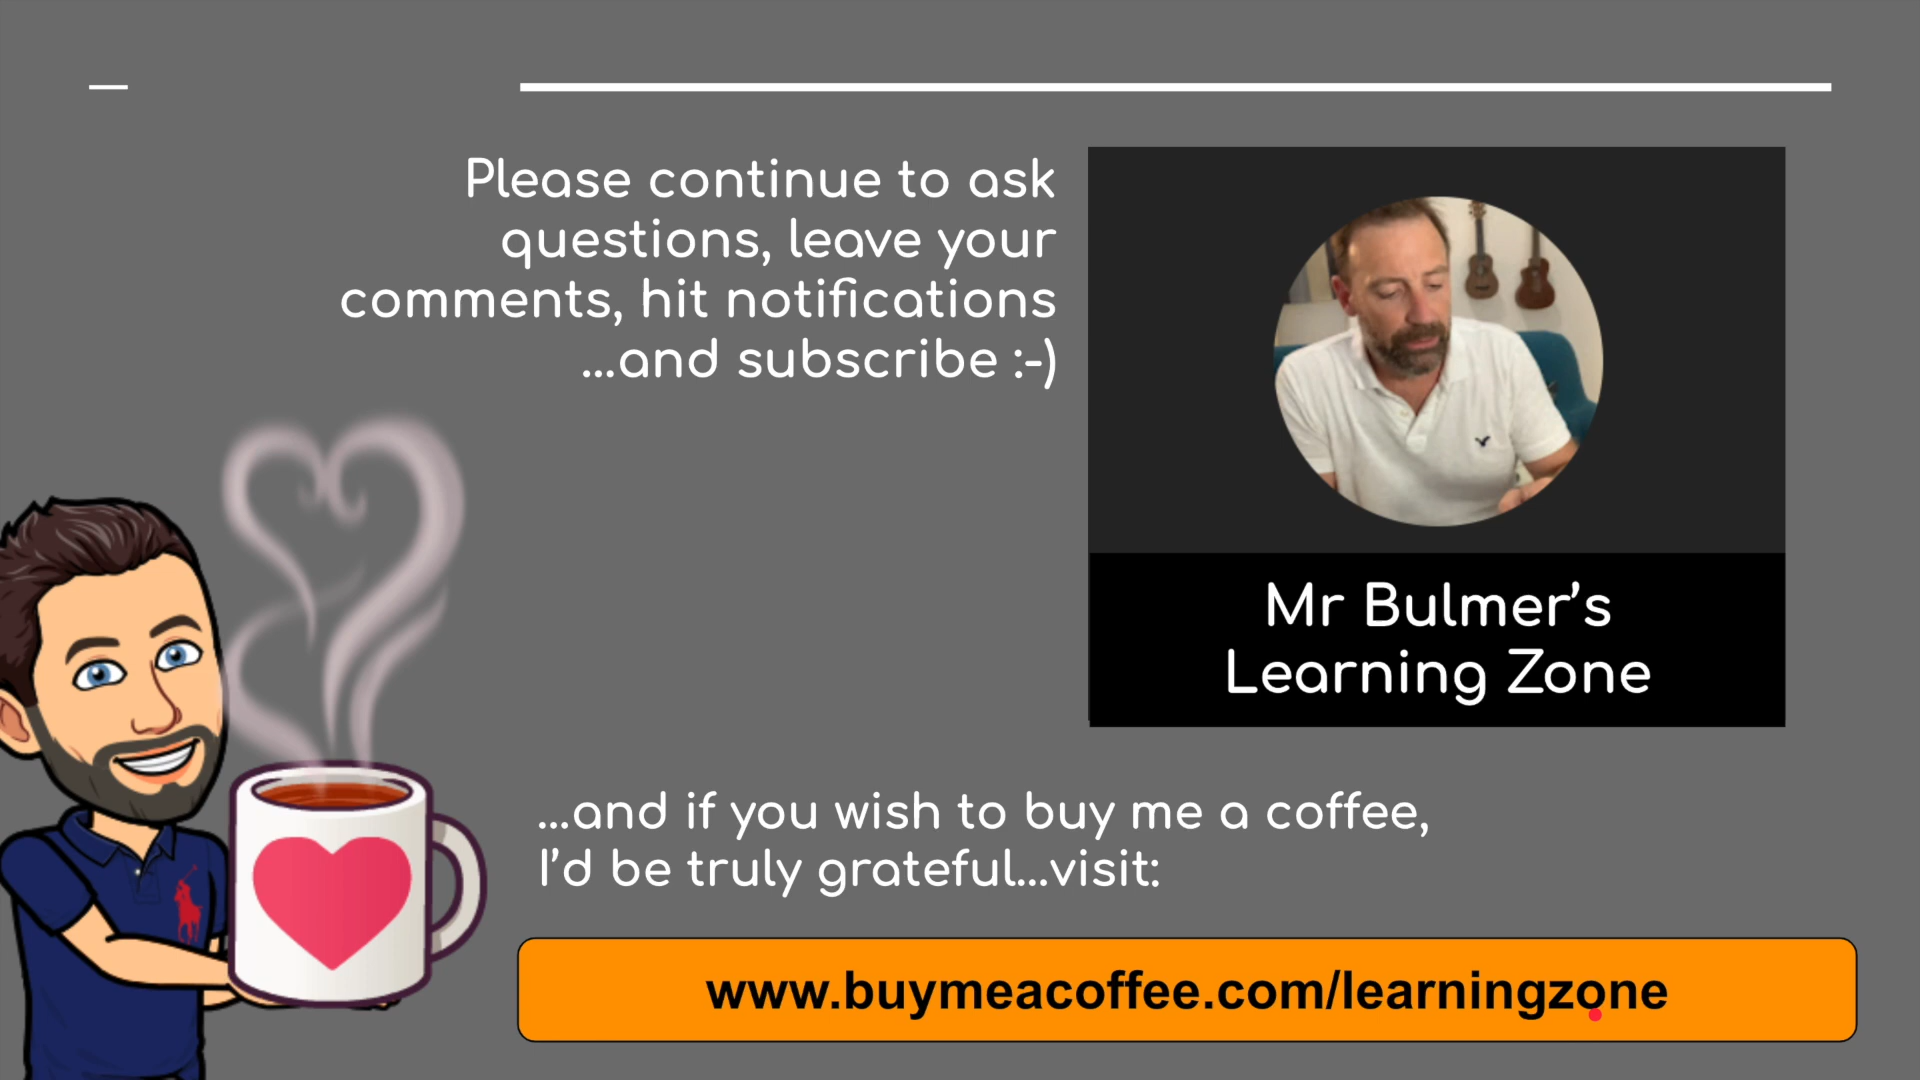 Please continue to ask
questions, leave your
comments, hit notifications
...and subscribe :-)
Mr Bulmer’s
Learning Zone
...and if you wish to buy me a coffee,
I’d be truly grateful...visit:
www.buymeacoffee.com/learningzone